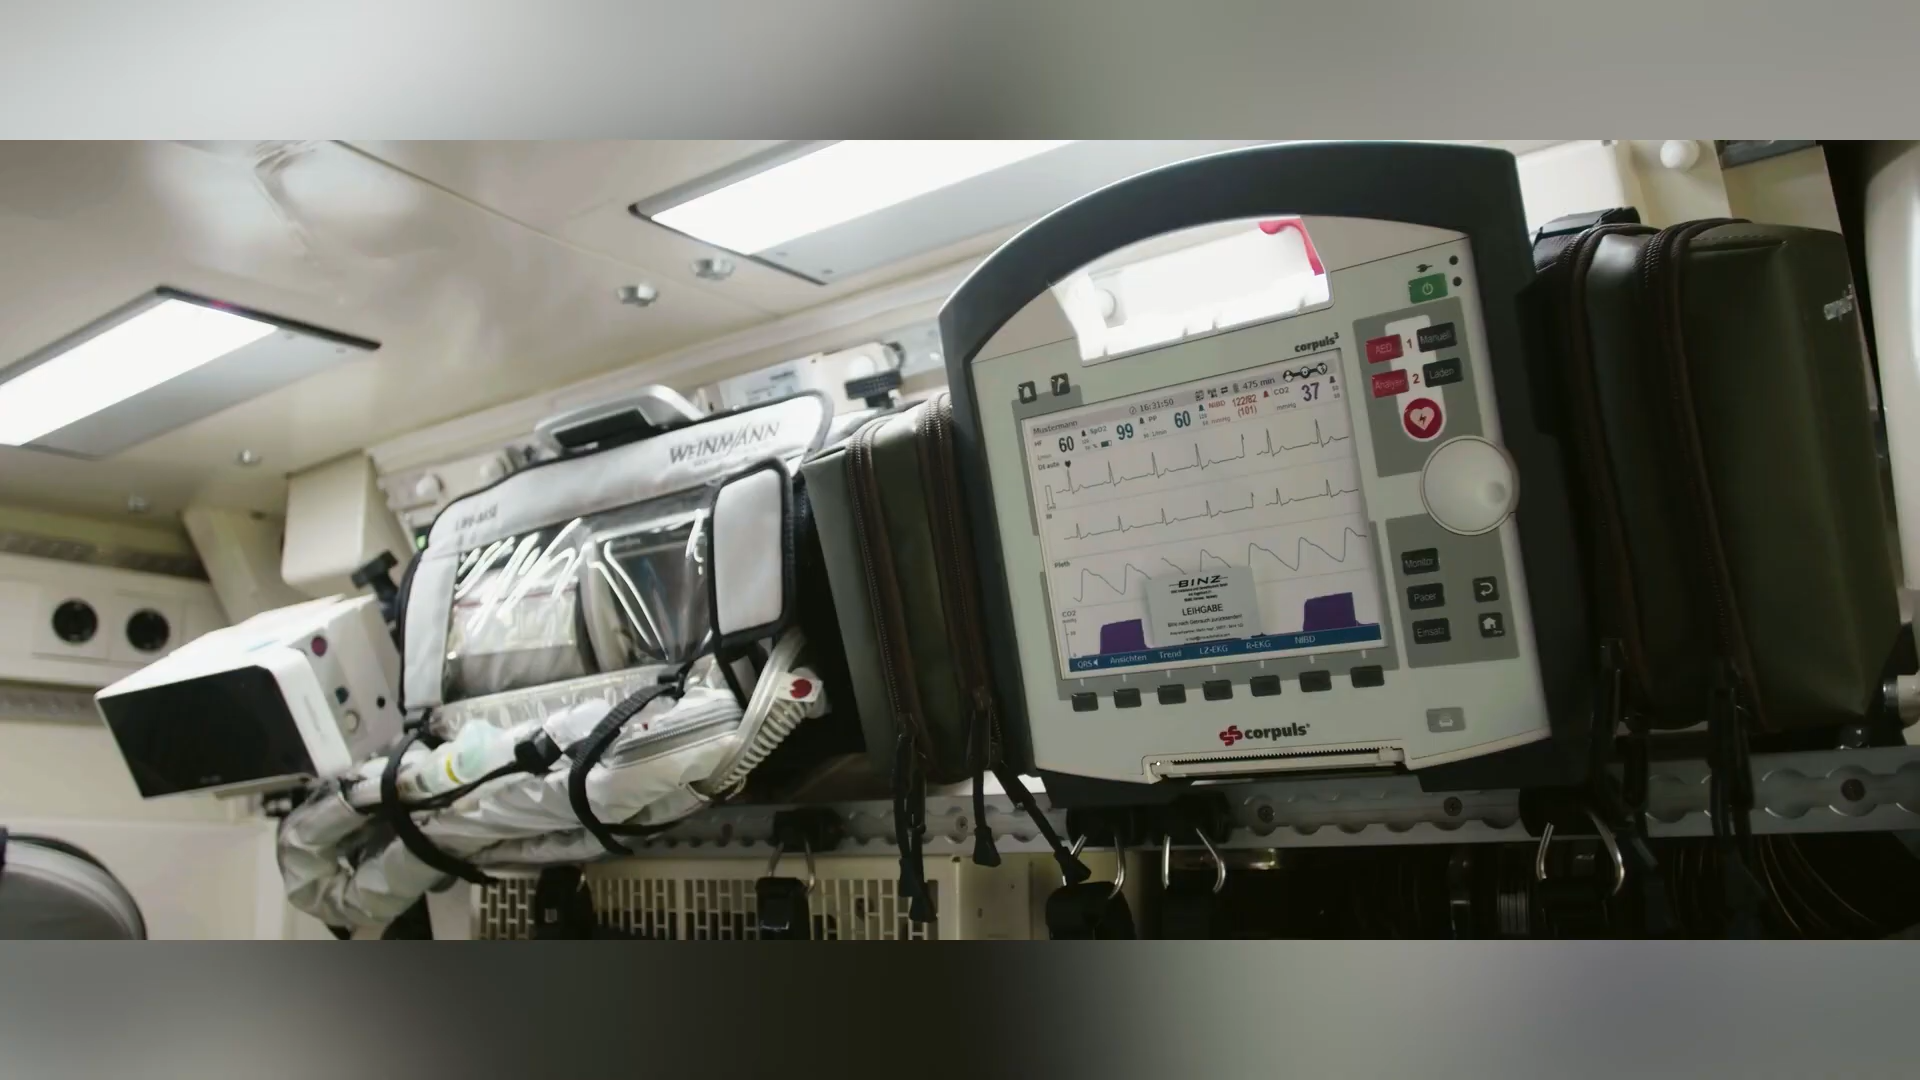 WEINMANN
corpuls³
AED 1 Manuell
Analyse 2 Laden
16:31:50 475 min
Mustermann
HF 60 SpO2 99 PP 60 NIBD 122/82 (101) CO2 37
mmHg
Pleth
CO2
BINZ
LEIHGABE
QRS Ansichten Trend LZ-EKG R-EKG NIBD
Monitor
Pacer
Einsatz
corpuls